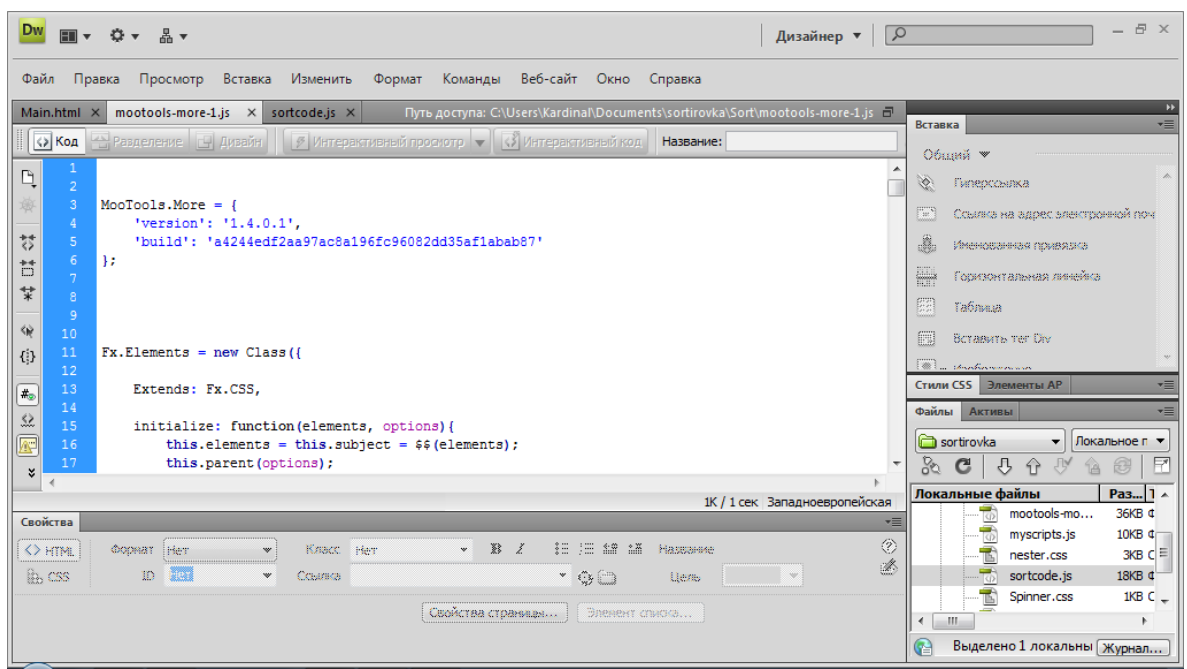 Dw Дизайнер
Файл Правка Просмотр Вставка Изменить Формат Команды Веб-сайт Окно Справка
Main.html × mootools-more-1.js × sortcode.js × Путь доступа: C:\Users\Kardinal\Documents\sortirovka\Sort\mootools-more-1.js
Код Разделение Дизайн Интерактивный просмотр Интерактивный код Название:
1
2
3 MooTools.More = {
4 'version': '1.4.0.1',
5 'build': 'a4244edf2aa97ac8a196fc96082dd35af1abab87'
6 };
7
8
9
10
11 Fx.Elements = new Class({
12
13 Extends: Fx.CSS,
14
15 initialize: function(elements, options){
16 this.elements = this.subject = $$(elements);
17 this.parent(options);
1K / 1 сек Западноевропейская
Вставка
Общий
Гиперссылка
Ссылка на адрес электронной поч
Именованная привязка
Горизонтальная линейка
Таблица
Вставить тег Div
Стили CSS Элементы AP
Файлы Активы
sortirovka Локальное п
Локальные файлы Раз... Т
mootools-mo... 36KB
myscripts.js 10KB
nester.css 3KB C
sortcode.js 18KB
Spinner.css 1KB C
Выделено 1 локальны Журнал...
Свойства
<> HTML Формат Нет Класс Нет B I Название
CSS ID Нет Ссылка Цель
Свойства страницы... Элемент списка...